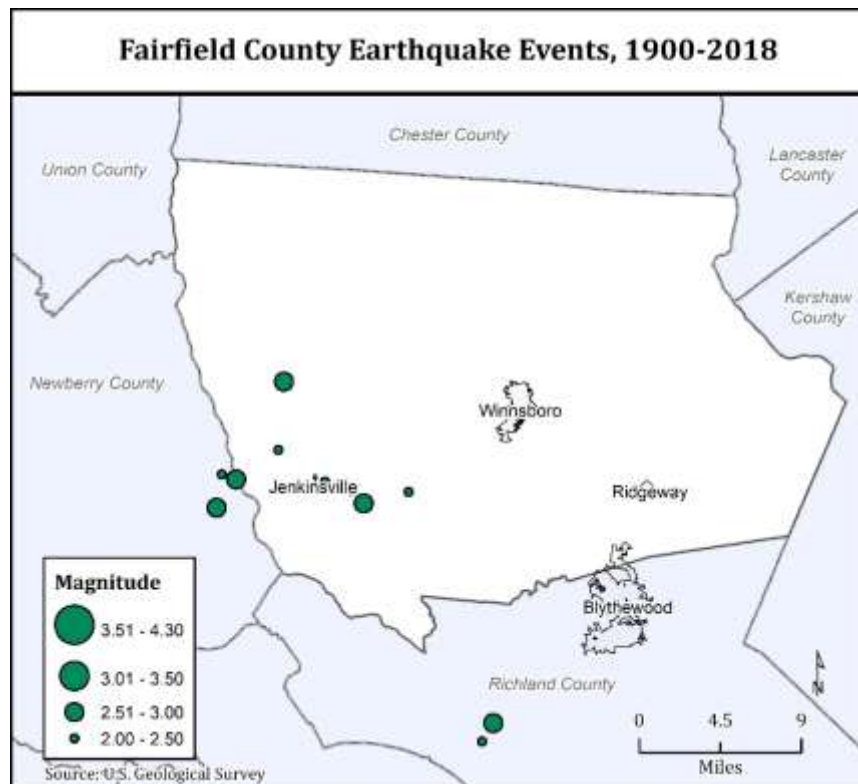 Fairfield County Earthquake Events, 1900-2018
Chester County
Union County
Lancaster
County
Kershaw
County
Newberry County
Winnsboro
Jenkinsville
Ridgeway
Blythewood
Richland County
Magnitude
3.51 - 4.30
3.01 - 3.50
2.51 - 3.00
2.00 - 2.50
N
0 4.5 9
Miles
Source: U.S. Geological Survey